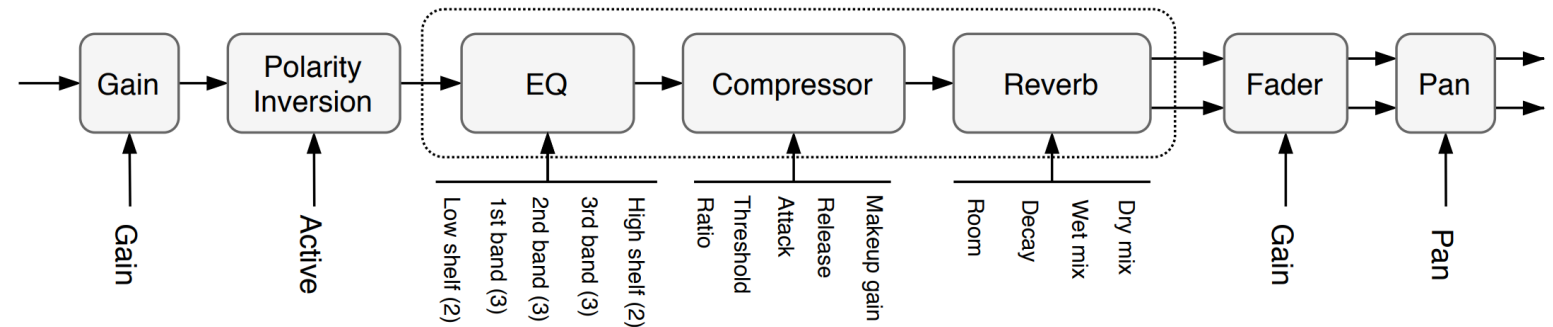 Gain
Polarity
Inversion
EQ
Compressor
Reverb
Fader
Pan
Gain
Active
Low shelf (2)
1st band (3)
2nd band (3)
3rd band (3)
High shelf (2)
Ratio
Threshold
Attack
Release
Makeup gain
Room
Decay
Wet mix
Dry mix
Gain
Pan